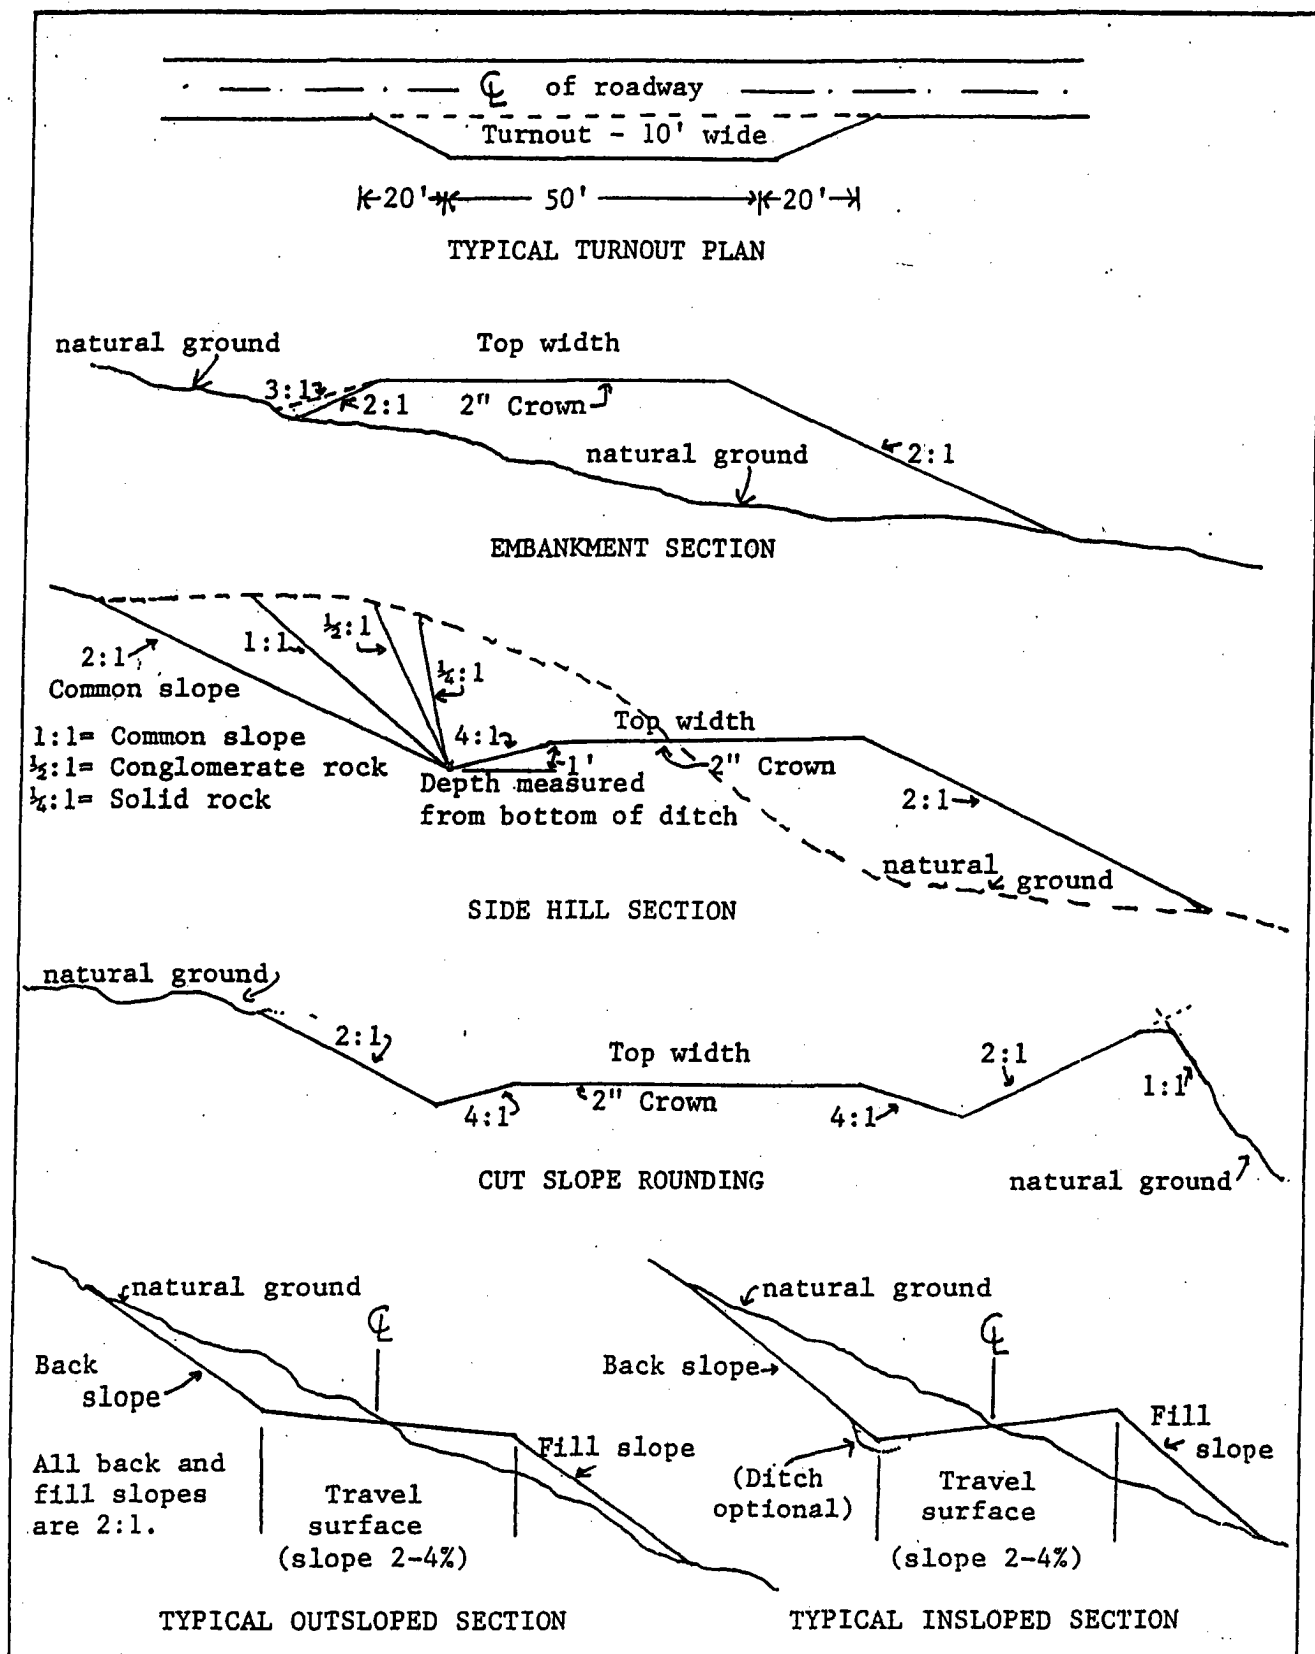 ℄ of roadway
Turnout - 10' wide
20' 50' 20'
TYPICAL TURNOUT PLAN
natural ground
Top width
3:1
2:1
2" Crown
natural ground
2:1
EMBANKMENT SECTION
2:1
Common slope
1:1
½:1
¼:1
1:1= Common slope
½:1= Conglomerate rock
¼:1= Solid rock
4:1
Top width
1'
2" Crown
Depth measured
from bottom of ditch
2:1
natural ground
SIDE HILL SECTION
natural ground
2:1
Top width
2:1
4:1
2" Crown
4:1
1:1
CUT SLOPE ROUNDING
natural ground
natural ground
℄
Back
slope
Fill slope
All back and
fill slopes
are 2:1.
Travel
surface
(slope 2-4%)
TYPICAL OUTSLOPED SECTION
natural ground
℄
Back slope
Fill
slope
(Ditch
optional)
Travel
surface
(slope 2-4%)
TYPICAL INSLOPED SECTION